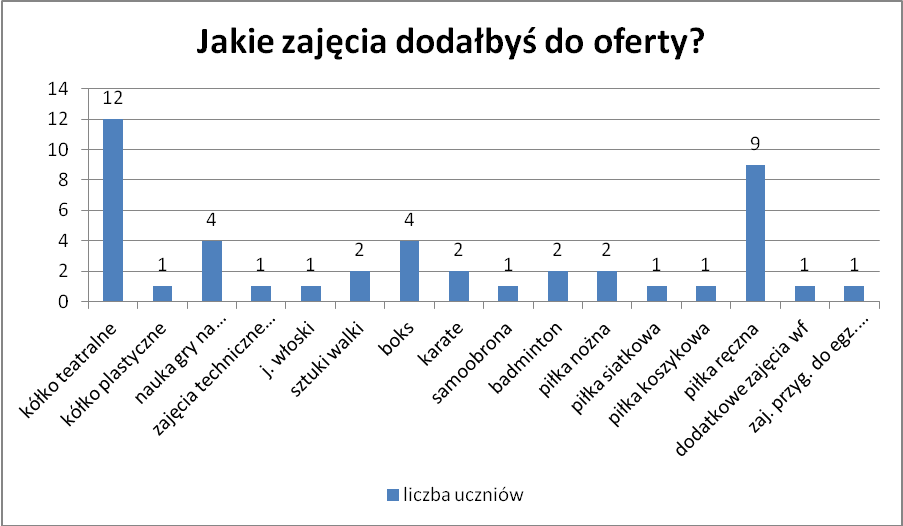 Jakie zajęcia dodałbyś do oferty?
14
12
10
8
6
4
2
0
12
1
4
1
1
2
4
2
1
2
2
1
1
9
1
1
kółko teatralne
kółko plastyczne
nauka gry na...
zajęcia techniczne...
j. włoski
sztuki walki
boks
karate
samoobrona
badminton
piłka nożna
piłka siatkowa
piłka koszykowa
piłka ręczna
dodatkowe zajęcia wf
zaj. przyg. do egz....
liczba uczniów